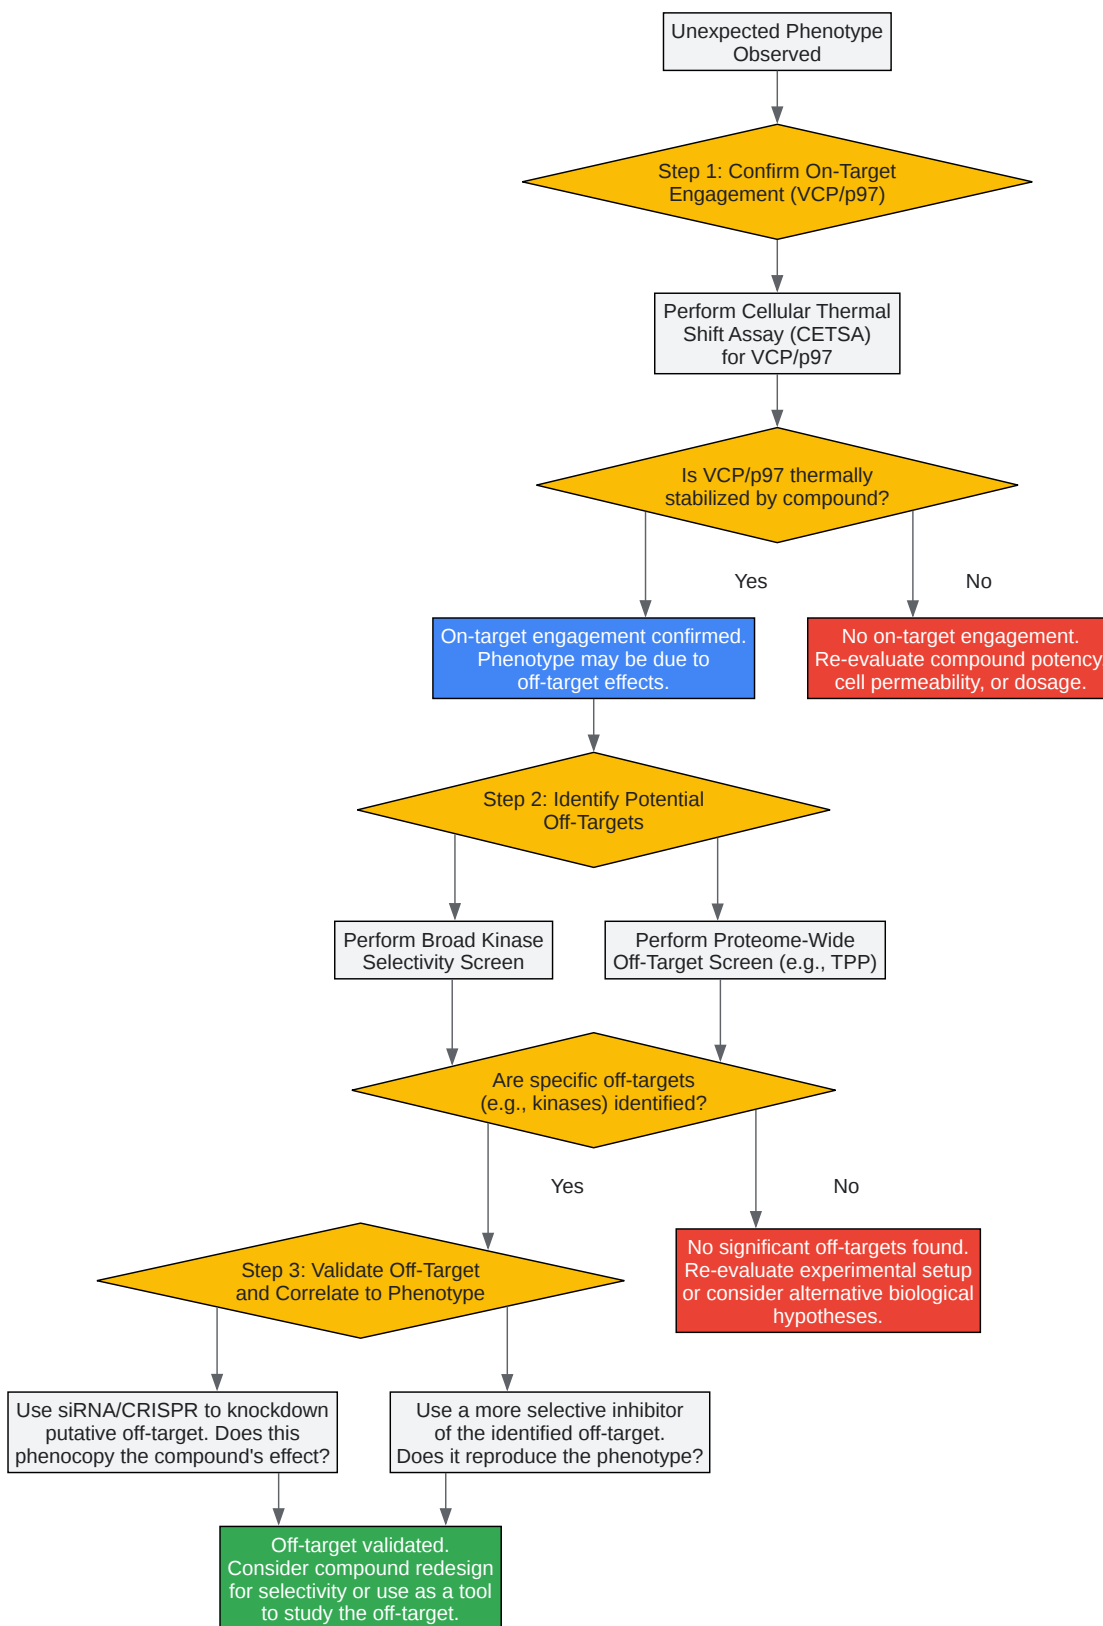 Unexpected Phenotype
Observed
Step 1: Confirm On-Target
Engagement (VCP/p97)
Perform Cellular Thermal
Shift Assay (CETSA)
for VCP/p97
Is VCP/p97 thermally
stabilized by compound?
Yes
No
On-target engagement confirmed.
Phenotype may be due to
off-target effects.
No on-target engagement.
Re-evaluate compound potency,
cell permeability, or dosage.
Step 2: Identify Potential
Off-Targets
Perform Broad Kinase
Selectivity Screen
Perform Proteome-Wide
Off-Target Screen (e.g., TPP)
Are specific off-targets
(e.g., kinases) identified?
Yes
No
Step 3: Validate Off-Target
and Correlate to Phenotype
No significant off-targets found.
Re-evaluate experimental setup
or consider alternative biological
hypotheses.
Use siRNA/CRISPR to knockdown
putative off-target. Does this
phenocopy the compound's effect?
Use a more selective inhibitor
of the identified off-target.
Does it reproduce the phenotype?
Off-target validated.
Consider compound redesign
for selectivity or use as a tool
to study the off-target.